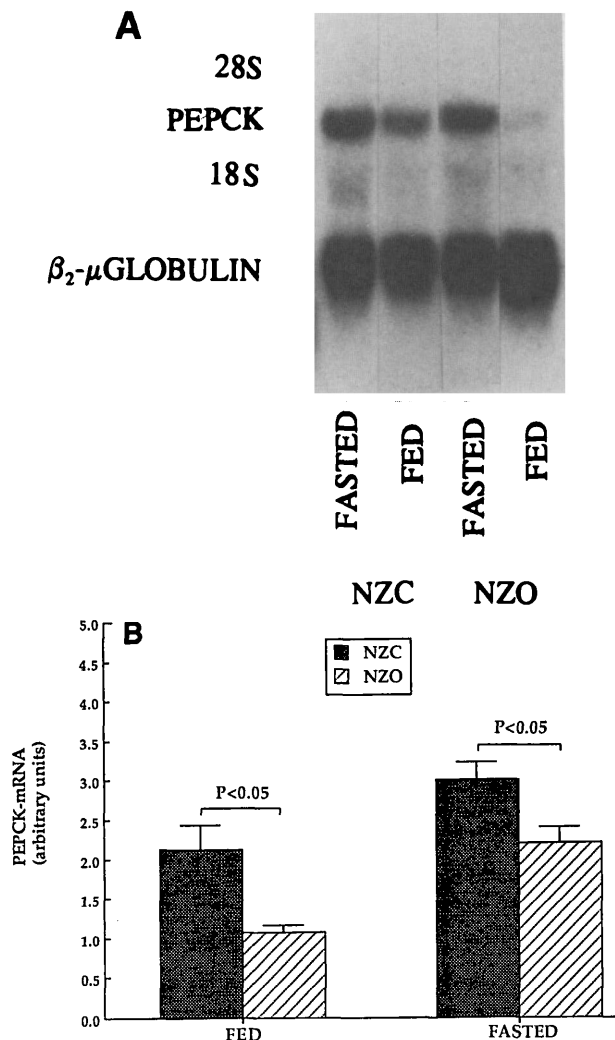 A
28S
PEPCK
18S
β₂-μGLOBULIN
FASTED
FED
FASTED
FED
NZC NZO
B
5.0
4.5
4.0
3.5
3.0
2.5
2.0
1.5
1.0
0.5
0.0
PEPCK-mRNA
(arbitrary units)
NZC
NZO
P<0.05
P<0.05
FED FASTED